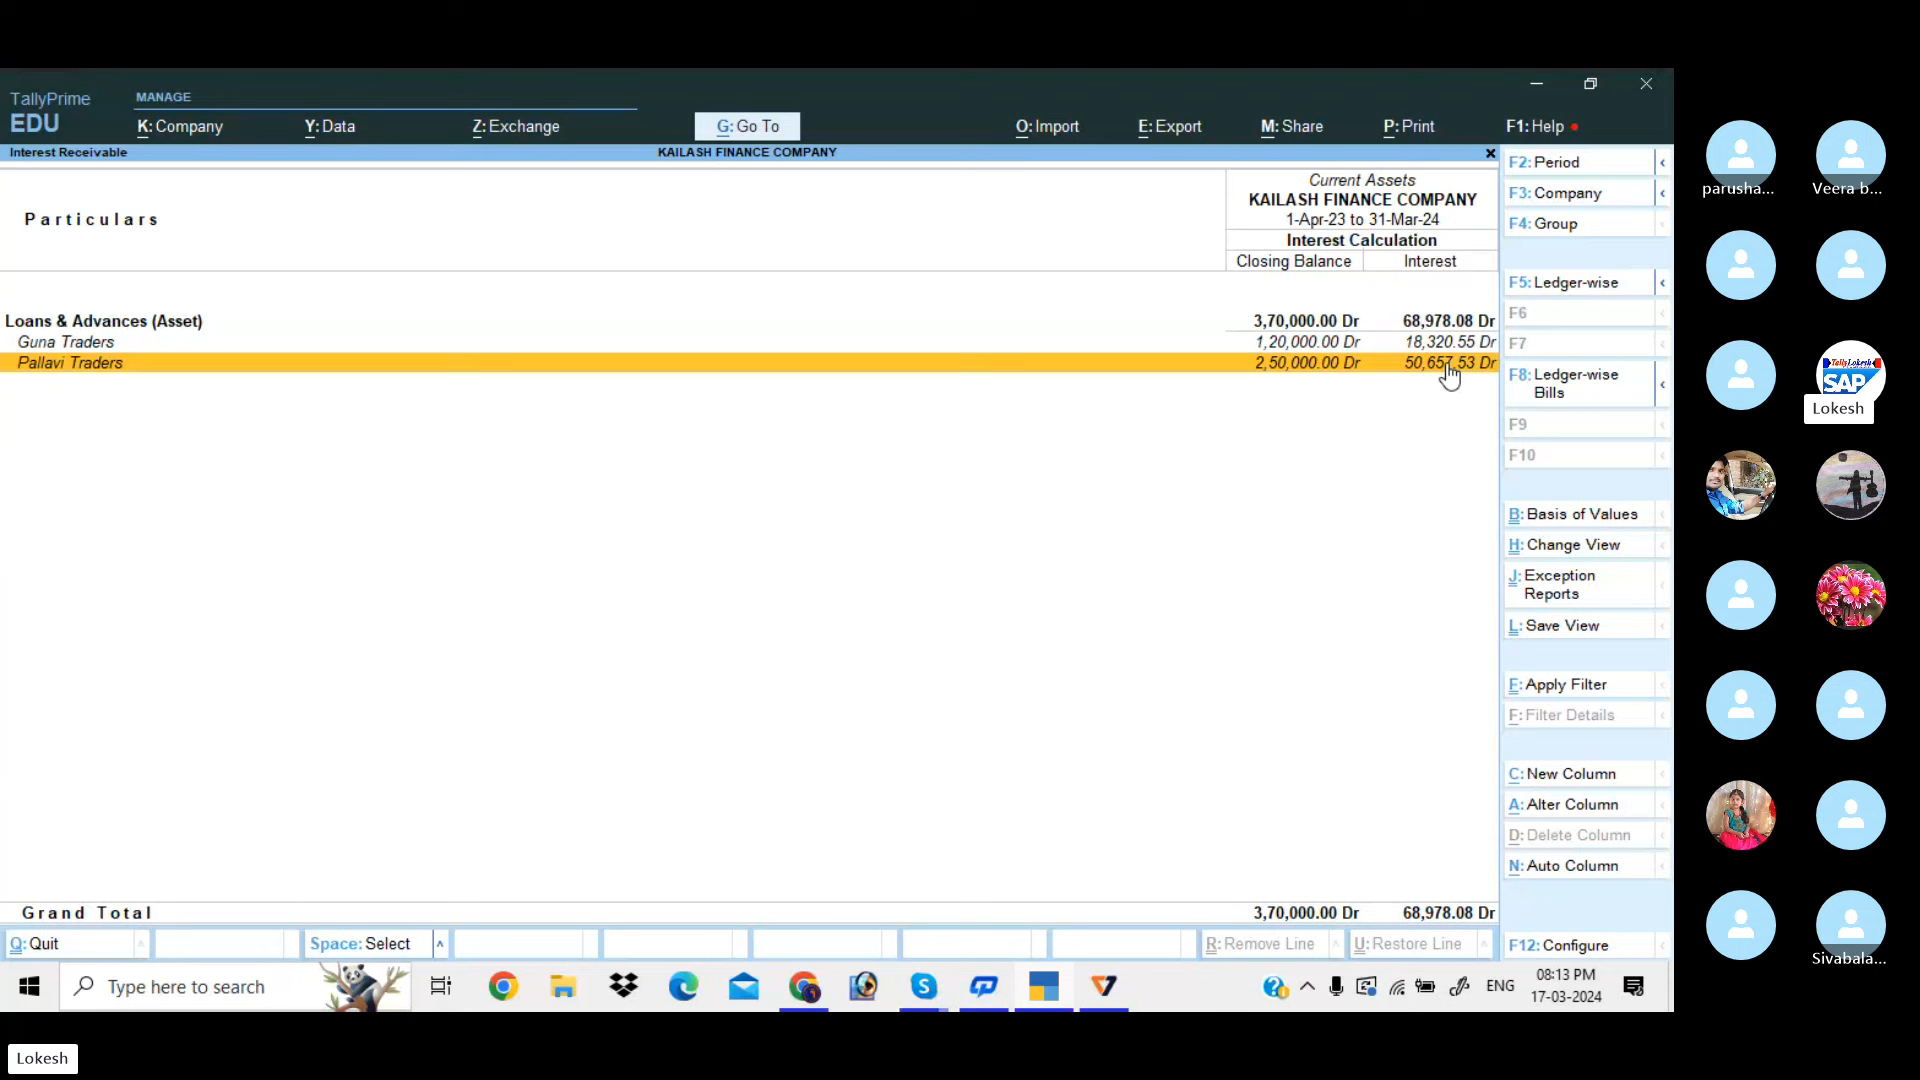 TallyPrime
EDU
MANAGE
K: Company
Y: Data
Z: Exchange
G: Go To
O: Import
E: Export
M: Share
P: Print
F1: Help
Interest Receivable
KAILASH FINANCE COMPANY
Particulars
Current Assets
KAILASH FINANCE COMPANY
1-Apr-23 to 31-Mar-24
Interest Calculation
Closing Balance Interest
Loans & Advances (Asset) 3,70,000.00 Dr 68,978.08 Dr
Guna Traders 1,20,000.00 Dr 18,320.55 Dr
Pallavi Traders 2,50,000.00 Dr 50,657.53 Dr
Grand Total 3,70,000.00 Dr 68,978.08 Dr
Q: Quit
Space: Select
R: Remove Line
U: Restore Line
F2: Period
F3: Company
F4: Group
F5: Ledger-wise
F6
F7
F8: Ledger-wise
Bills
F9
F10
B: Basis of Values
H: Change View
J: Exception
Reports
L: Save View
F: Apply Filter
F: Filter Details
C: New Column
A: Alter Column
D: Delete Column
N: Auto Column
F12: Configure
Type here to search
ENG
08:13 PM
17-03-2024
parusha...
Veera b...
TallyLokesh
SAP
Lokesh
Sivabala...
Lokesh